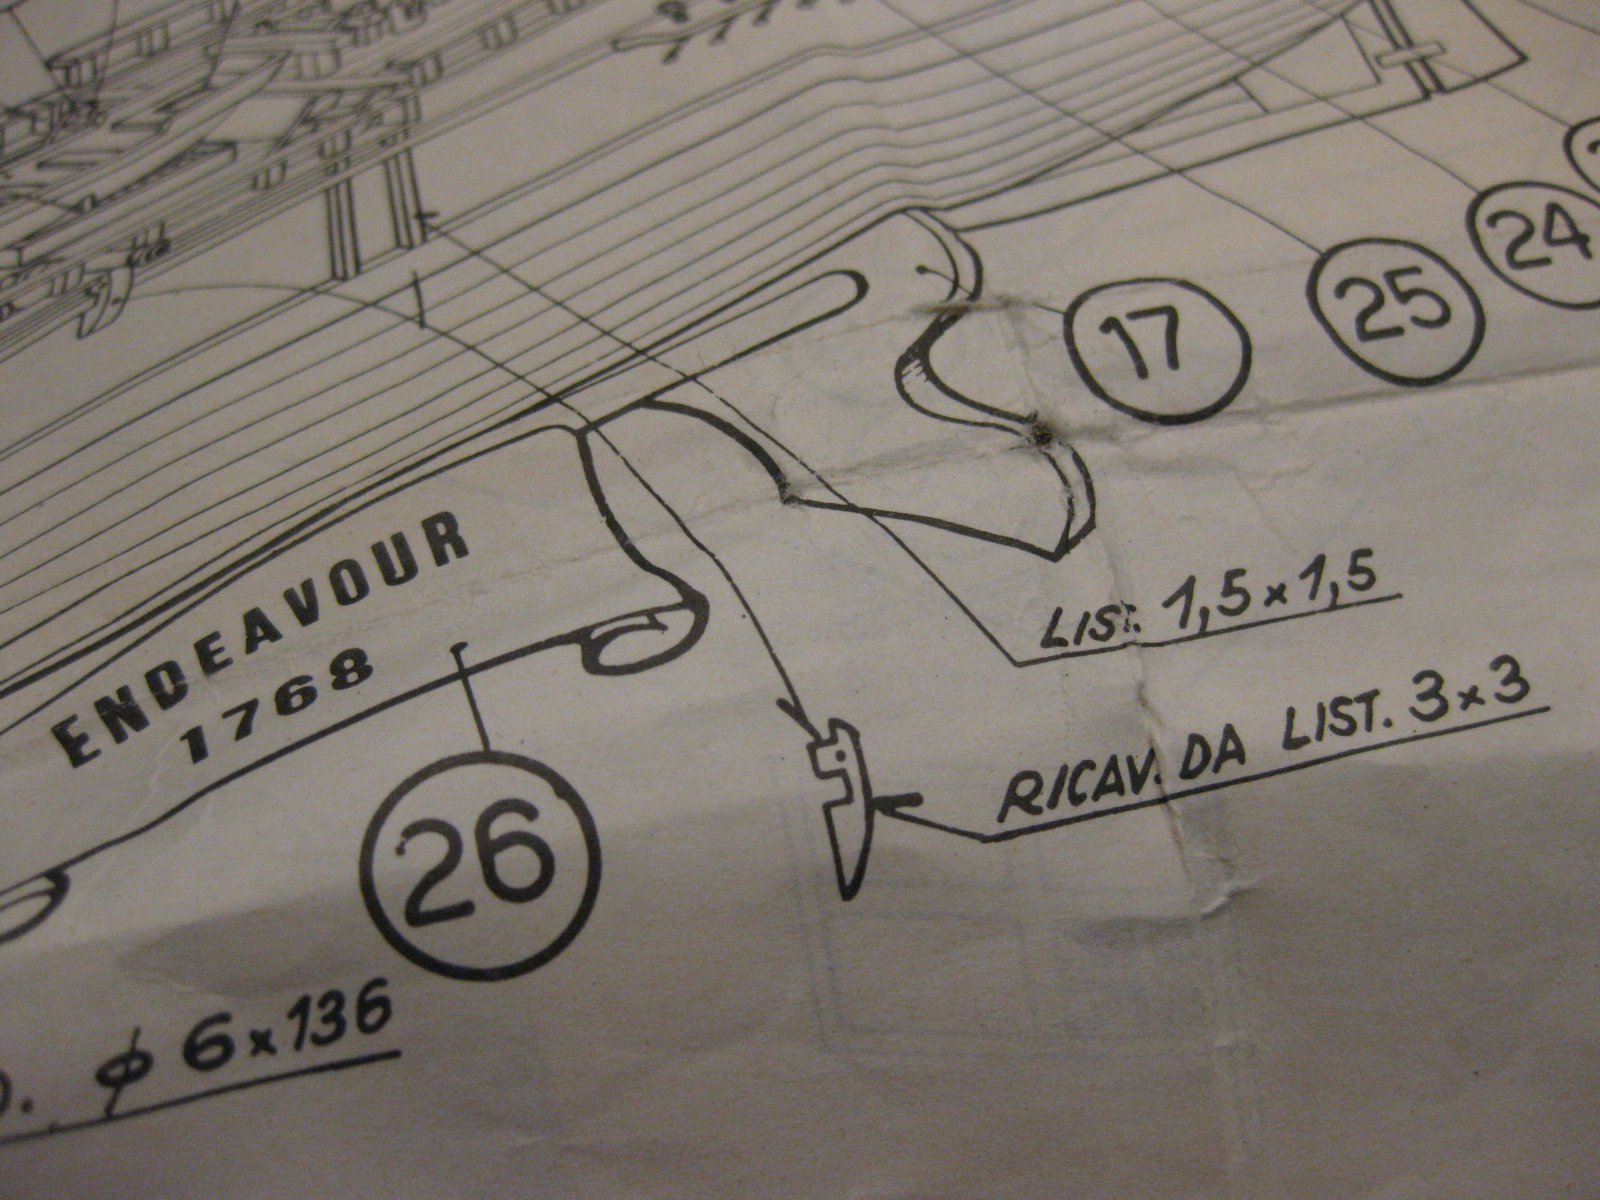 24
25
17
LIST. 1,5 x 1,5
ENDEAVOUR
1768
RICAV. DA LIST. 3 x 3
26
ϕ 6 x 136